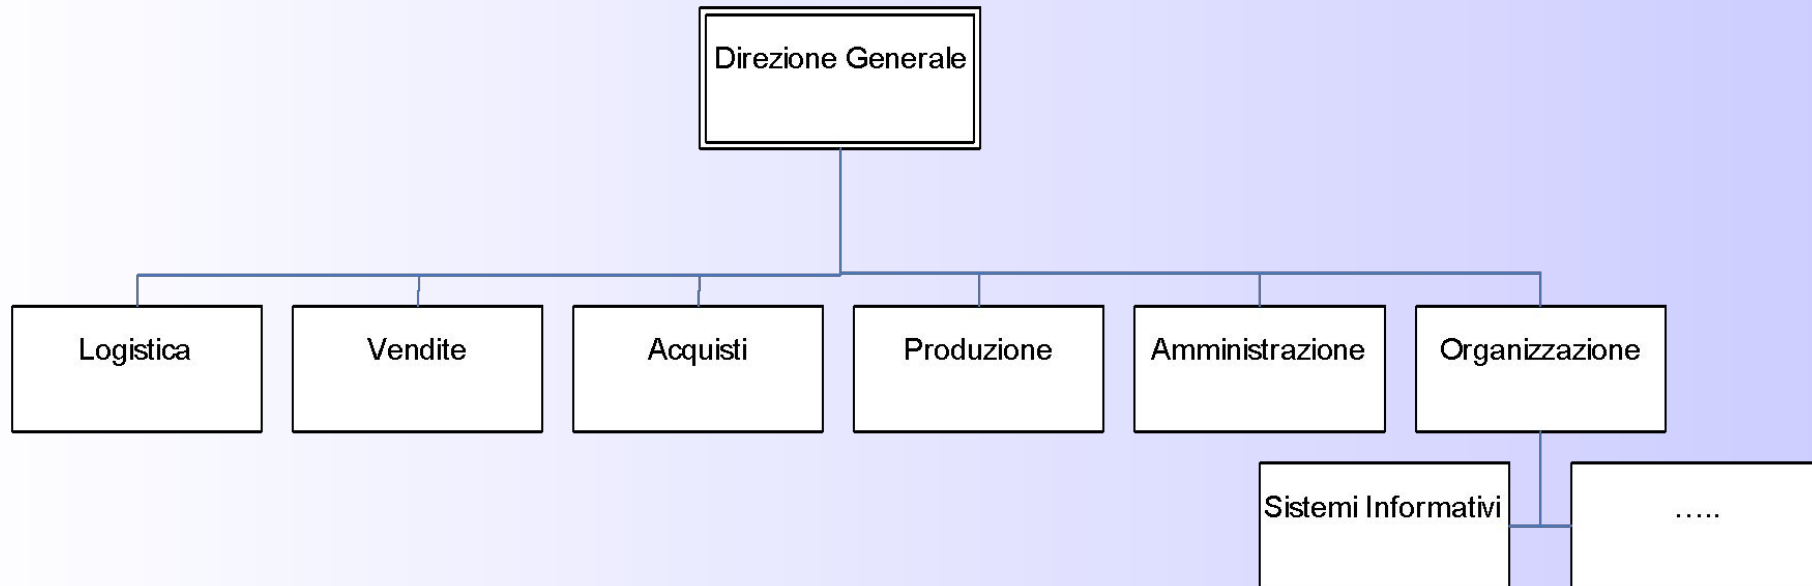 Direzione Generale
Logistica
Vendite
Acquisti
Produzione
Amministrazione
Organizzazione
Sistemi Informativi
…..